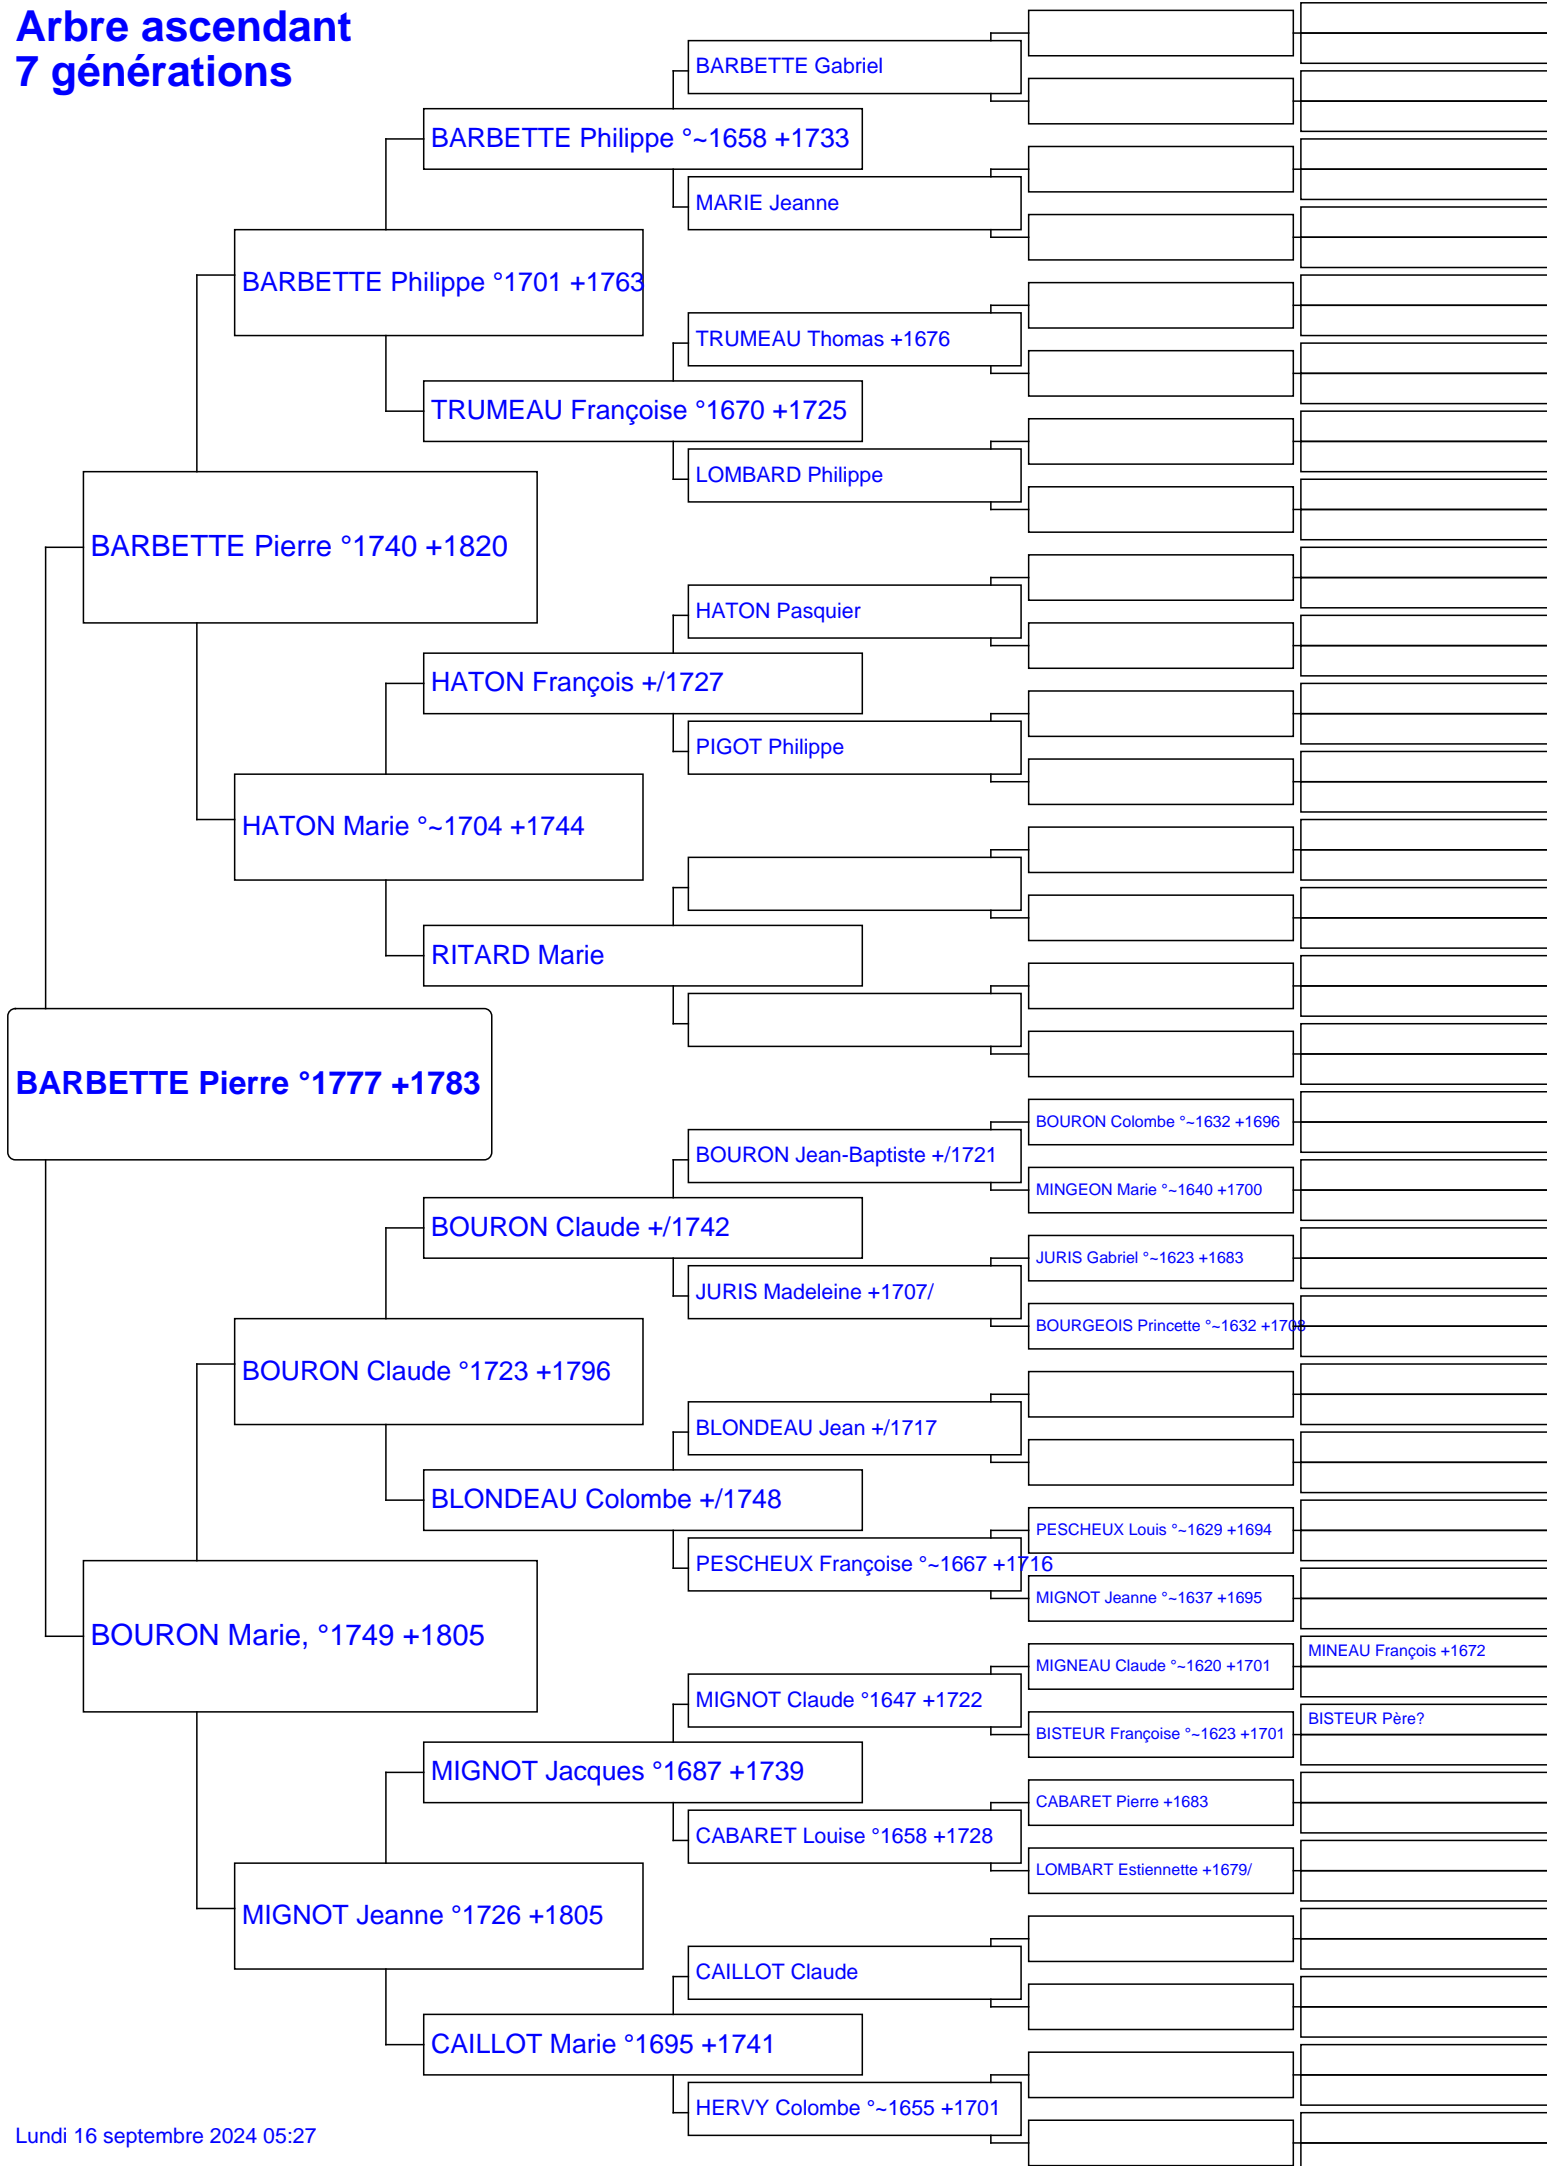 Arbre ascendant
7 générations
BARBETTE Gabriel
BARBETTE Philippe °~1658 +1733
MARIE Jeanne
BARBETTE Philippe °1701 +1763
TRUMEAU Thomas +1676
TRUMEAU Françoise °1670 +1725
LOMBARD Philippe
BARBETTE Pierre °1740 +1820
HATON Pasquier
HATON François +/1727
PIGOT Philippe
HATON Marie °~1704 +1744
RITARD Marie
BARBETTE Pierre °1777 +1783
BOURON Colombe °~1632 +1696
BOURON Jean-Baptiste +/1721
MINGEON Marie °~1640 +1700
BOURON Claude +/1742
JURIS Gabriel °~1623 +1683
JURIS Madeleine +1707/
BOURGEOIS Princette °~1632 +1708
BOURON Claude °1723 +1796
BLONDEAU Jean +/1717
BLONDEAU Colombe +/1748
PESCHEUX Louis °~1629 +1694
PESCHEUX Françoise °~1667 +1716
MIGNOT Jeanne °~1637 +1695
BOURON Marie, °1749 +1805
MINEAU François +1672
MIGNEAU Claude °~1620 +1701
MIGNOT Claude °1647 +1722
BISTEUR Père?
BISTEUR Françoise °~1623 +1701
MIGNOT Jacques °1687 +1739
CABARET Pierre +1683
CABARET Louise °1658 +1728
LOMBART Estiennette +1679/
MIGNOT Jeanne °1726 +1805
CAILLOT Claude
CAILLOT Marie °1695 +1741
HERVY Colombe °~1655 +1701
Lundi 16 septembre 2024 05:27